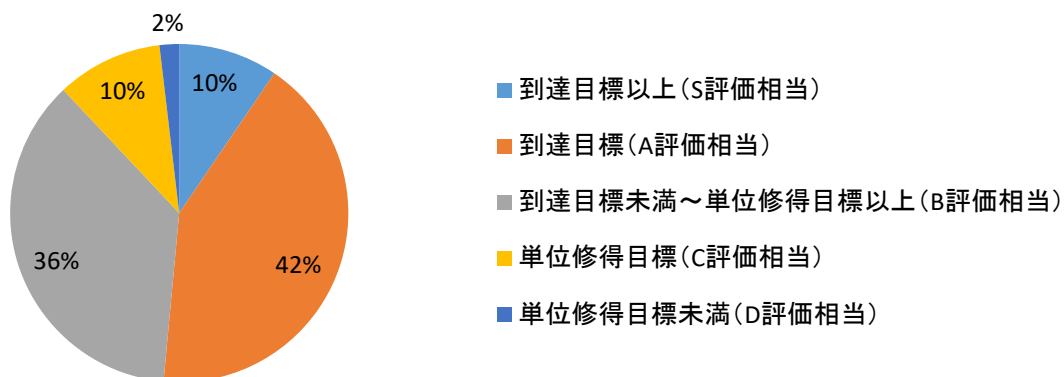 2%
10%
10%
36%
42%
到達目標以上(S評価相当)
到達目標(A評価相当)
到達目標未満～単位修得目標以上(B評価相当)
単位修得目標(C評価相当)
単位修得目標未満(D評価相当)